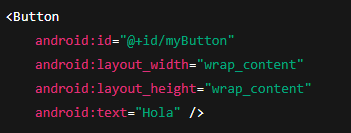 <Button
android:id="@+id/myButton"
android:layout_width="wrap_content"
android:layout_height="wrap_content"
android:text="Hola" />